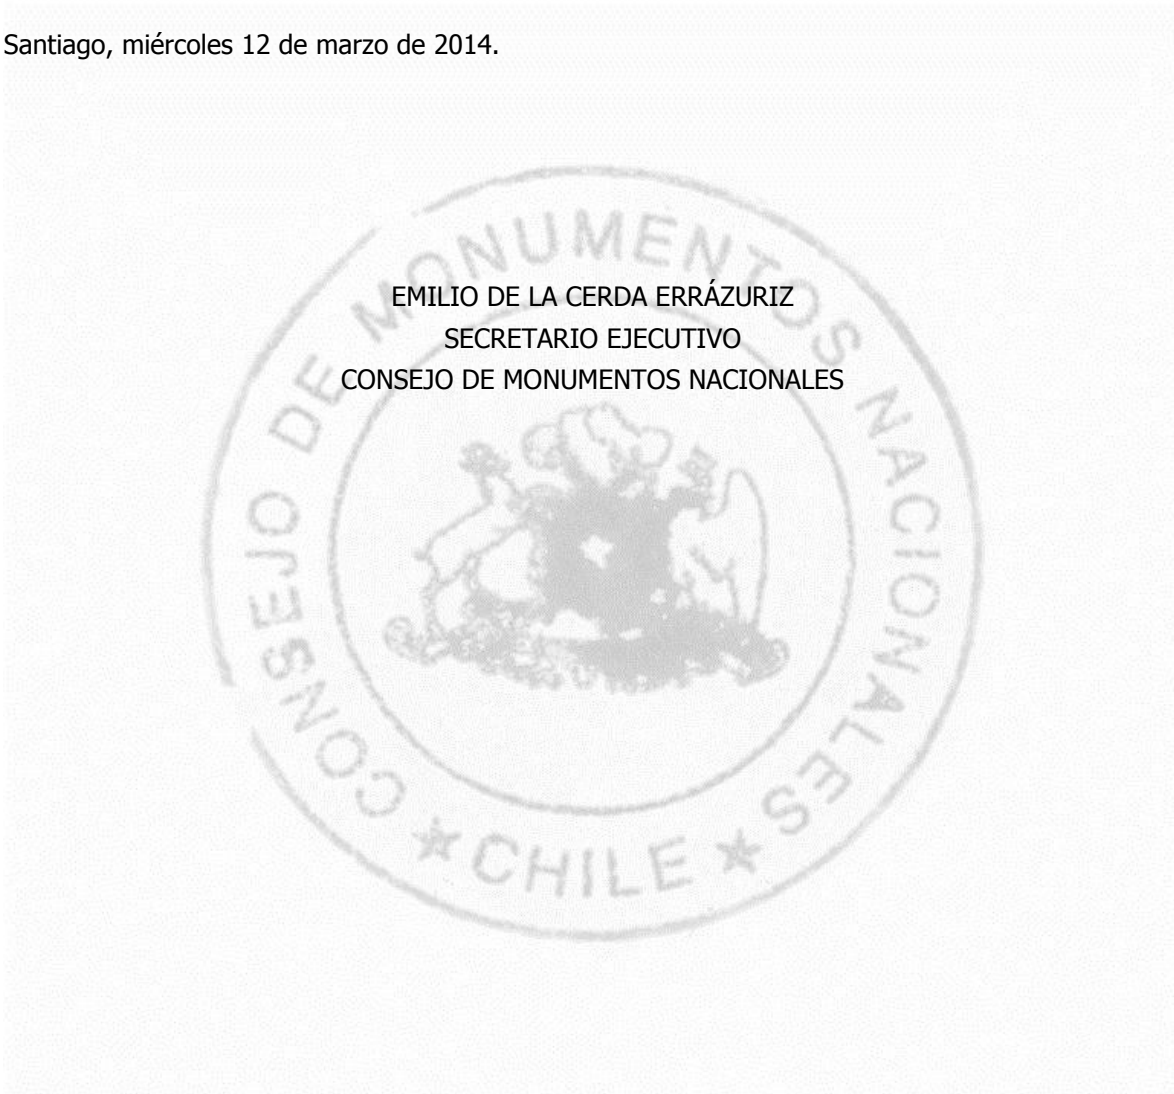 Santiago, miércoles 12 de marzo de 2014.
EMILIO DE LA CERDA ERRÁZURIZ
SECRETARIO EJECUTIVO
CONSEJO DE MONUMENTOS NACIONALES
CONSEJO DE MONUMENTOS NACIONALES
* CHILE *